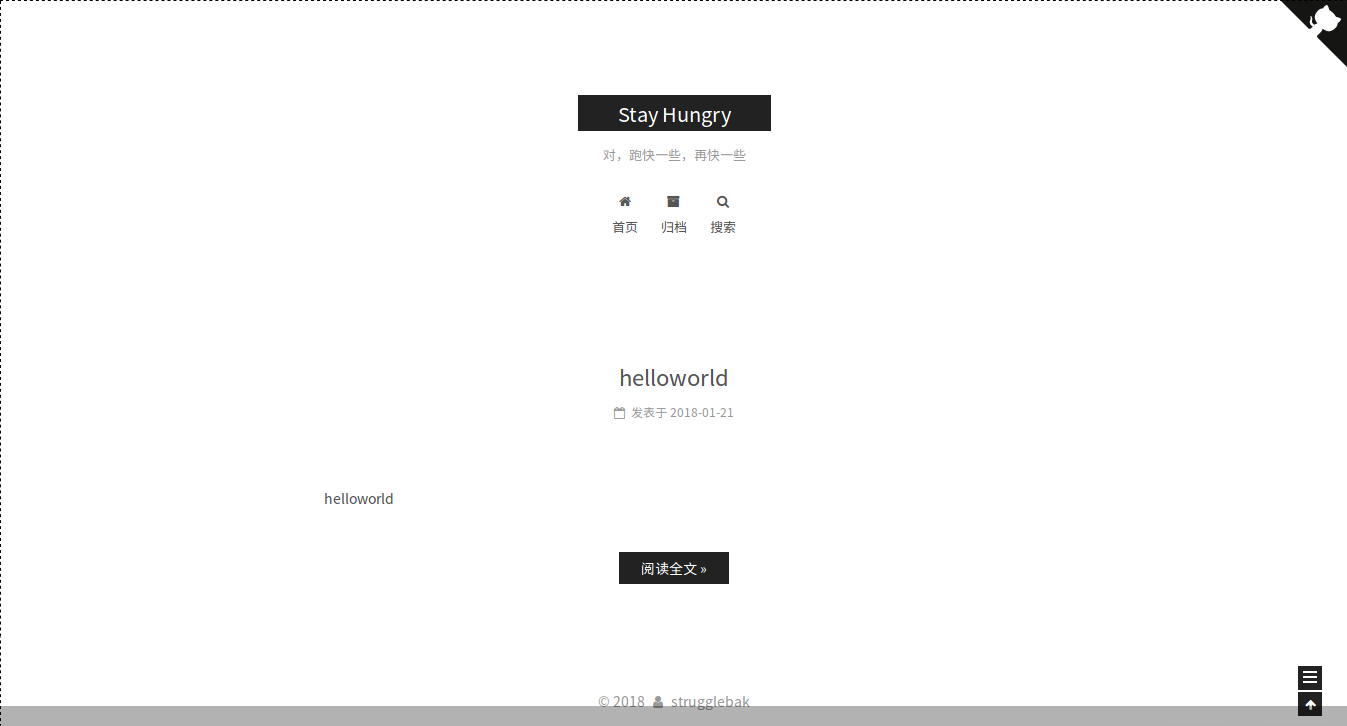 Stay Hungry
对，跑快一些，再快一些
首页 归档 搜索
helloworld
发表于 2018-01-21
helloworld
阅读全文 »
© 2018 strugglebak